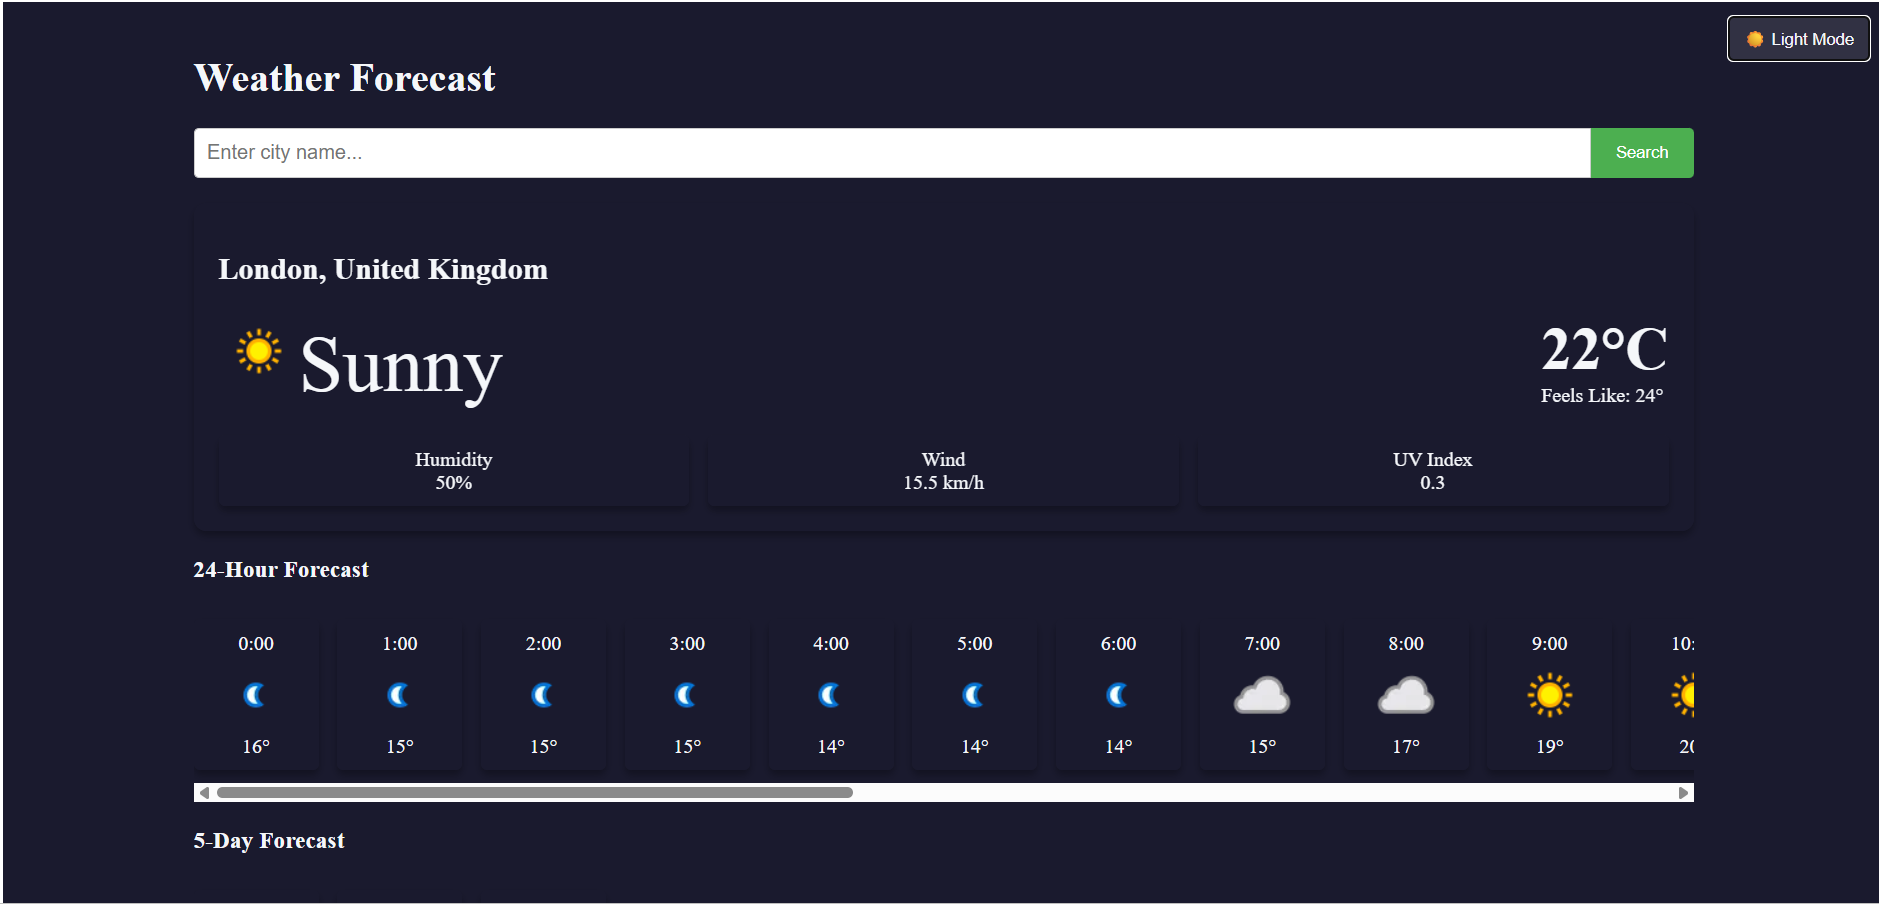 Light Mode
Weather Forecast
Enter city name...
Search
London, United Kingdom
Sunny
22°C
Feels Like: 24°
Humidity
50%
Wind
15.5 km/h
UV Index
0.3
24-Hour Forecast
0:00 1:00 2:00 3:00 4:00 5:00 6:00 7:00 8:00 9:00 10:
16° 15° 15° 15° 14° 14° 14° 15° 17° 19°
5-Day Forecast